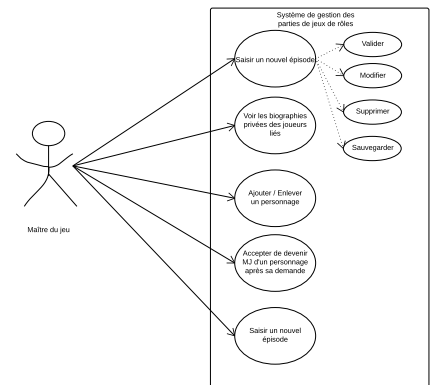 Système de gestion des
parties de jeux de rôles
Saisir un nouvel épisode
Valider
Modifier
Supprimer
Sauvegarder
Voir les biographies
privées des joueurs
liés
Ajouter / Enlever
un personnage
Maître du jeu
Accepter de devenir
MJ d'un personnage
après sa demande
Saisir un nouvel
épisode